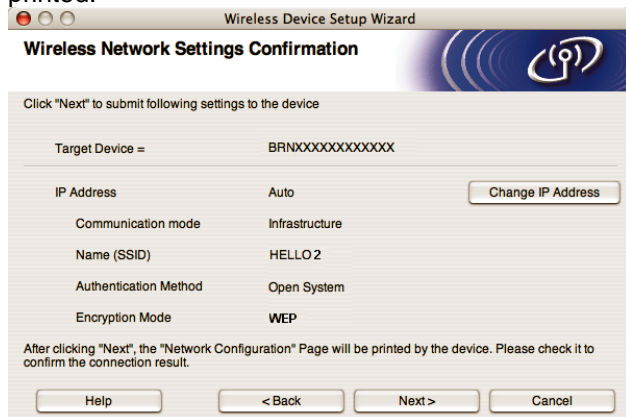 printed.
Wireless Device Setup Wizard
Wireless Network Settings Confirmation
Click "Next" to submit following settings to the device
Target Device = BRNXXXXXXXXXXXX
IP Address Auto Change IP Address
Communication mode Infrastructure
Name (SSID) HELLO 2
Authentication Method Open System
Encryption Mode WEP
After clicking "Next", the "Network Configuration" Page will be printed by the device. Please check it to
confirm the connection result.
Help < Back Next > Cancel